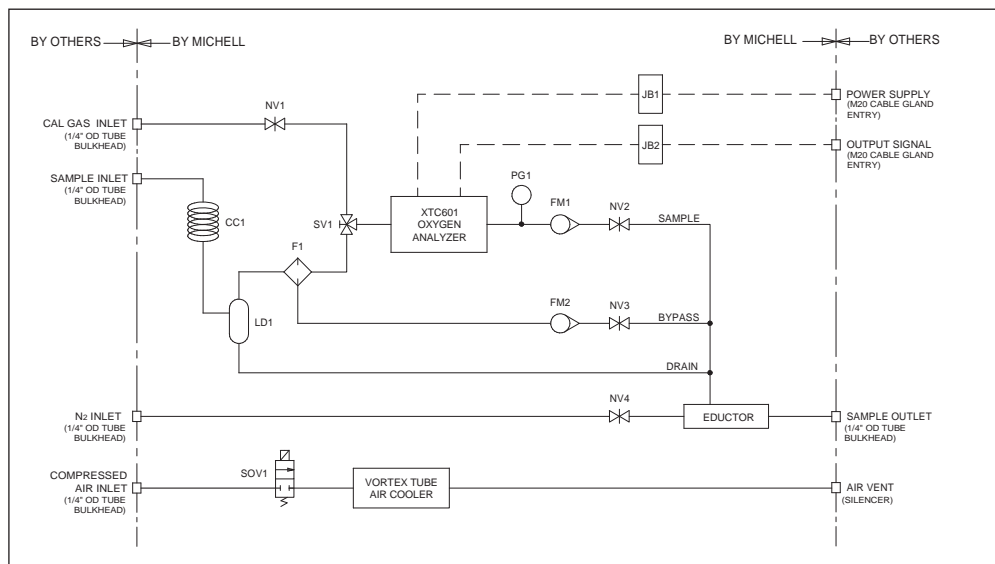 BY OTHERS
BY MICHELL
BY MICHELL
BY OTHERS
JB1
POWER SUPPLY
(M20 CABLE GLAND
ENTRY)
NV1
CAL GAS INLET
(1/4" OD TUBE
BULKHEAD)
JB2
OUTPUT SIGNAL
(M20 CABLE GLAND
ENTRY)
SAMPLE INLET
(1/4" OD TUBE
BULKHEAD)
PG1
CC1
SV1
XTC601
OXYGEN
ANALYZER
FM1
NV2
SAMPLE
F1
LD1
FM2
NV3
BYPASS
DRAIN
N2 INLET
(1/4" OD TUBE
BULKHEAD)
NV4
EDUCTOR
SAMPLE OUTLET
(1/4" OD TUBE
BULKHEAD)
COMPRESSED
AIR INLET
(1/4" OD TUBE
BULKHEAD)
SOV1
VORTEX TUBE
AIR COOLER
AIR VENT
(SILENCER)